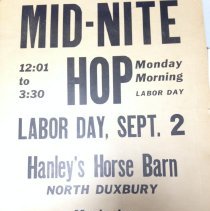 MID-NITE
12:01 to 3:30
HOP
Monday Morning
LABOR DAY
LABOR DAY, SEPT. 2
Hanley's Horse Barn
NORTH DUXBURY